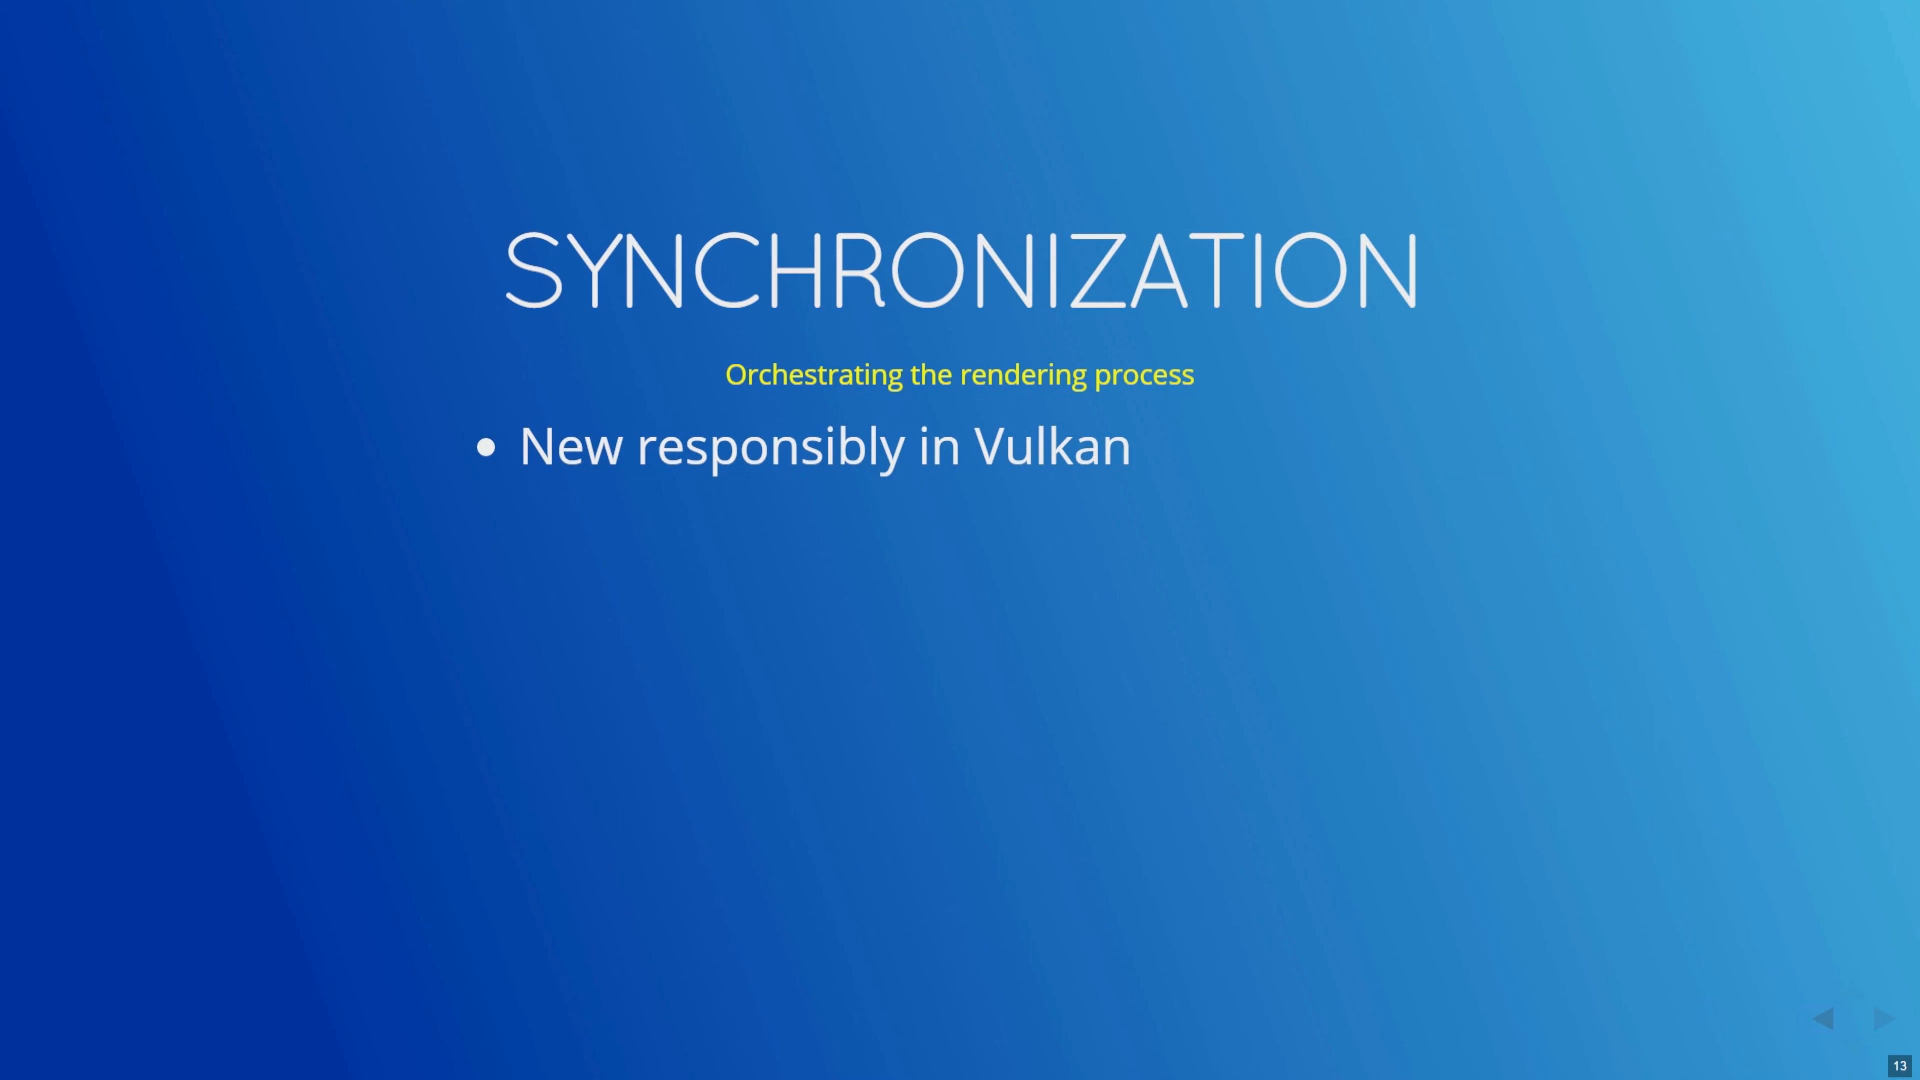 SYNCHRONIZATION
Orchestrating the rendering process
• New responsibly in Vulkan
13